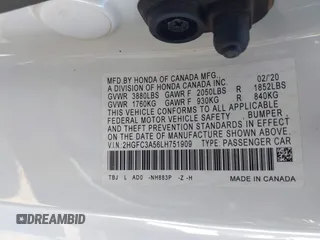 MFD. BY HONDA OF CANADA MFG., 02/'20
A DIVISION OF HONDA CANADA INC.
GVWR 3880LBS GAWR F 2050LBS R 1852LBS
GVWR 1760KG GAWR F 930KG R 840KG
THIS VEHICLE CONFORMS TO ALL APPLICABLE
FEDERAL MOTOR VEHICLE SAFETY, BUMPER,
AND THEFT PREVENTION STANDARDS IN EFFECT
ON THE DATE OF MANUFACTURE SHOWN ABOVE.
V.I.N: 2HGFC3A56LH751909 TYPE: PASSENGER CAR
TBJ L AD0 -NH883P -Z -H
MADE IN CANADA
DREAMBID
DREAMBID